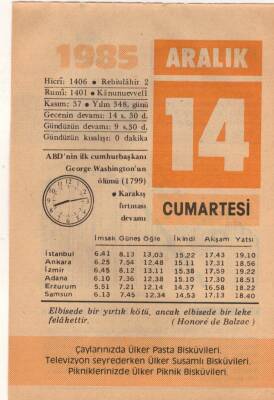 1985
ARALIK
14
CUMARTESİ
Hicrî: 1406 • Rebiulâhir 2
Rumî: 1401 • Kânunuevvel 1
Kasım: 37 • Yılın 348. günü
Gecenin devamı: 14 s. 30 d.
Gündüzün devamı: 9 s. 30 d.
Gündüzün kısalışı: 0 dakika
ABD'nin ilk cumhurbaşkanı
George Washington'un
ölümü (1799)
• Karakış
fırtması
devamı
İmsak Güneş Öğle İkindi Akşam Yatsı
İstanbul 6.41 8.13 13.03 15.22 17.43 19.10
Ankara 6.25 7.54 12.48 15.11 17.31 18.56
İzmir 6.45 8.12 13.11 15.38 17.59 19.22
Adana 6.10 7.36 12.38 15.10 17.30 18.51
Erzurum 5.51 7.21 12.14 14.37 16.58 18.22
Samsun 6.13 7.45 12.34 14.53 17.13 18.40
Elbisede bir yırtık kötü, ancak elbisede bir leke
felâkettir. (Honoré de Balzac)
Çaylarınızda Ülker Pasta Bisküvileri.
Televizyon seyrederken Ülker Susamlı Bisküvileri.
Pikniklerinizde Ülker Piknik Bisküvileri.